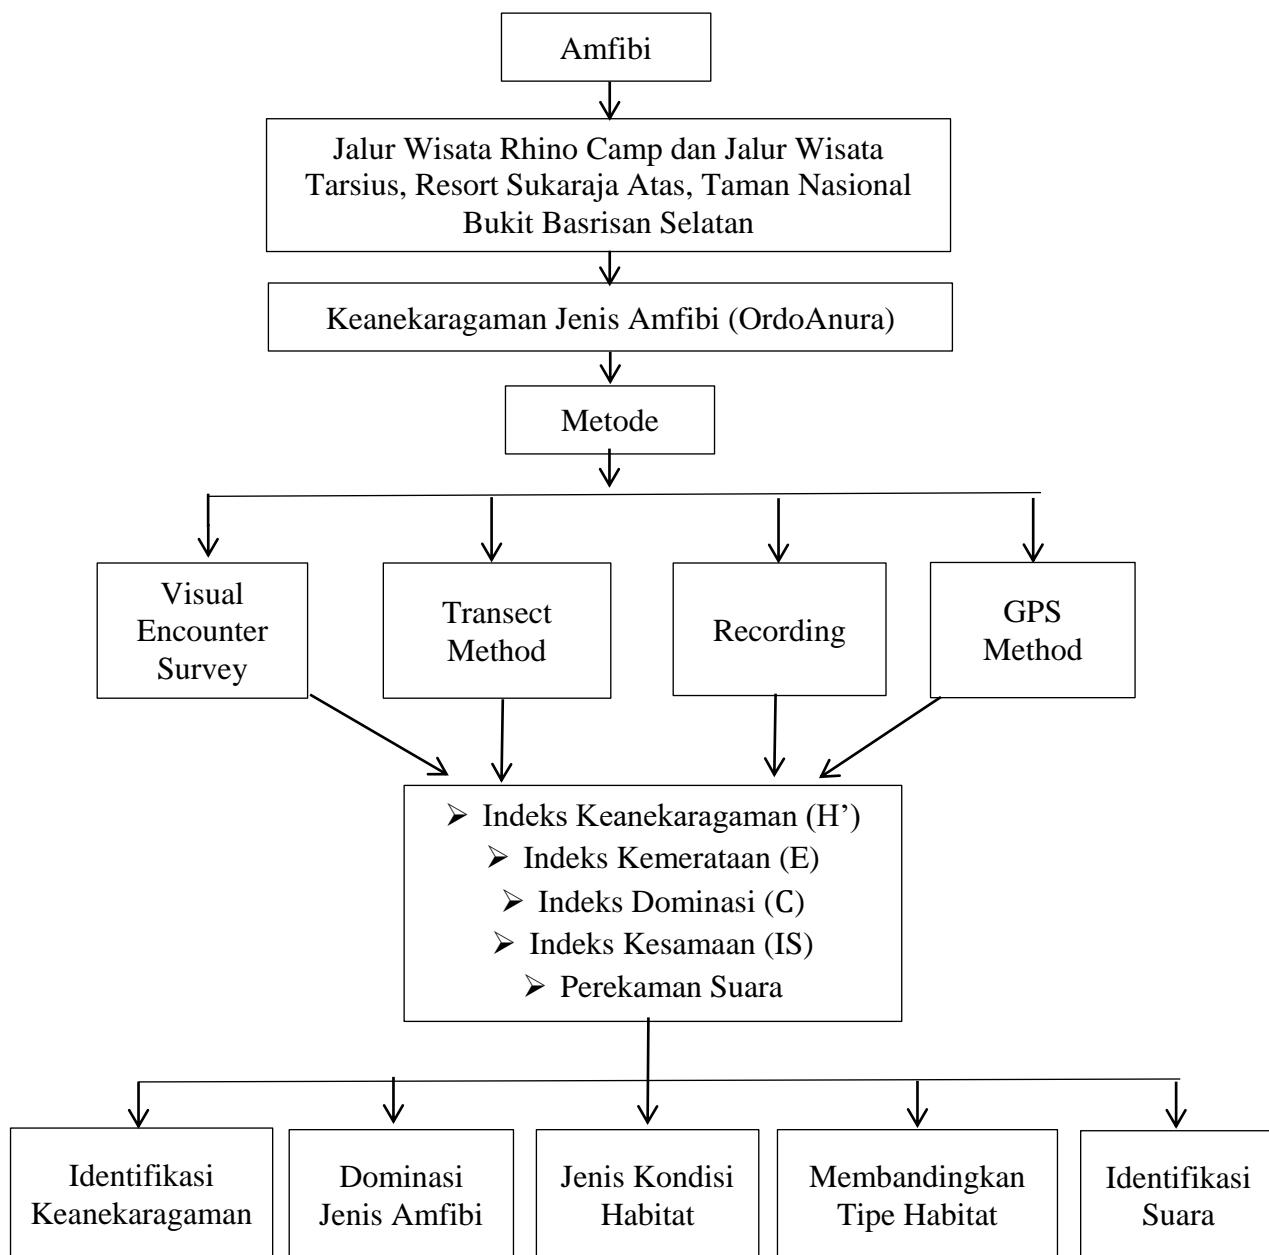 Amfibi
Jalur Wisata Rhino Camp dan Jalur Wisata
Tarsius, Resort Sukaraja Atas, Taman Nasional
Bukit Basrisan Selatan
Keanekaragaman Jenis Amfibi (OrdoAnura)
Metode
Visual
Encounter
Survey
Transect
Method
Recording
GPS
Method
➢ Indeks Keanekaragaman (H’)
➢ Indeks Kemerataan (E)
➢ Indeks Dominasi (C)
➢ Indeks Kesamaan (IS)
➢ Perekaman Suara
Identifikasi
Keanekaragaman
Dominasi
Jenis Amfibi
Jenis Kondisi
Habitat
Membandingkan
Tipe Habitat
Identifikasi
Suara